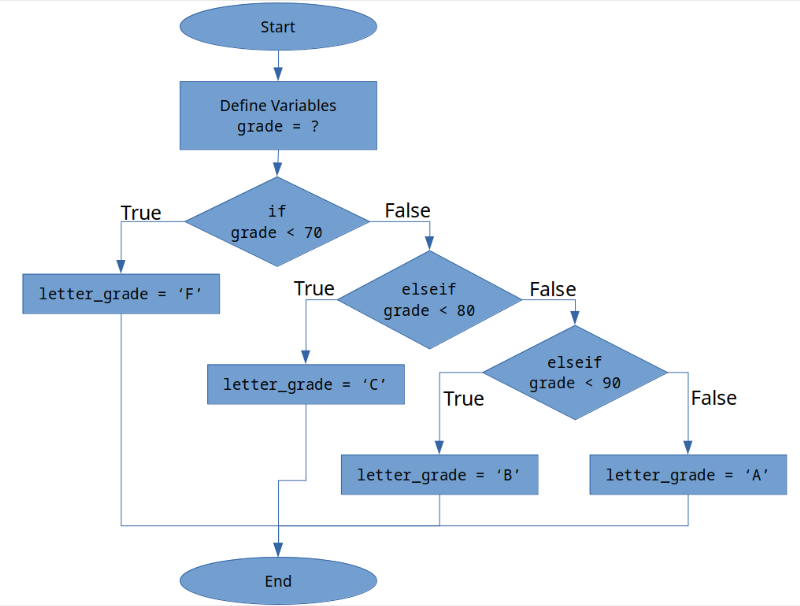 Start
Define Variables
grade = ?
if
grade < 70
True
False
letter_grade = ‘F’
elseif
grade < 80
True
False
letter_grade = ‘C’
elseif
grade < 90
True
False
letter_grade = ‘B’
letter_grade = ‘A’
End